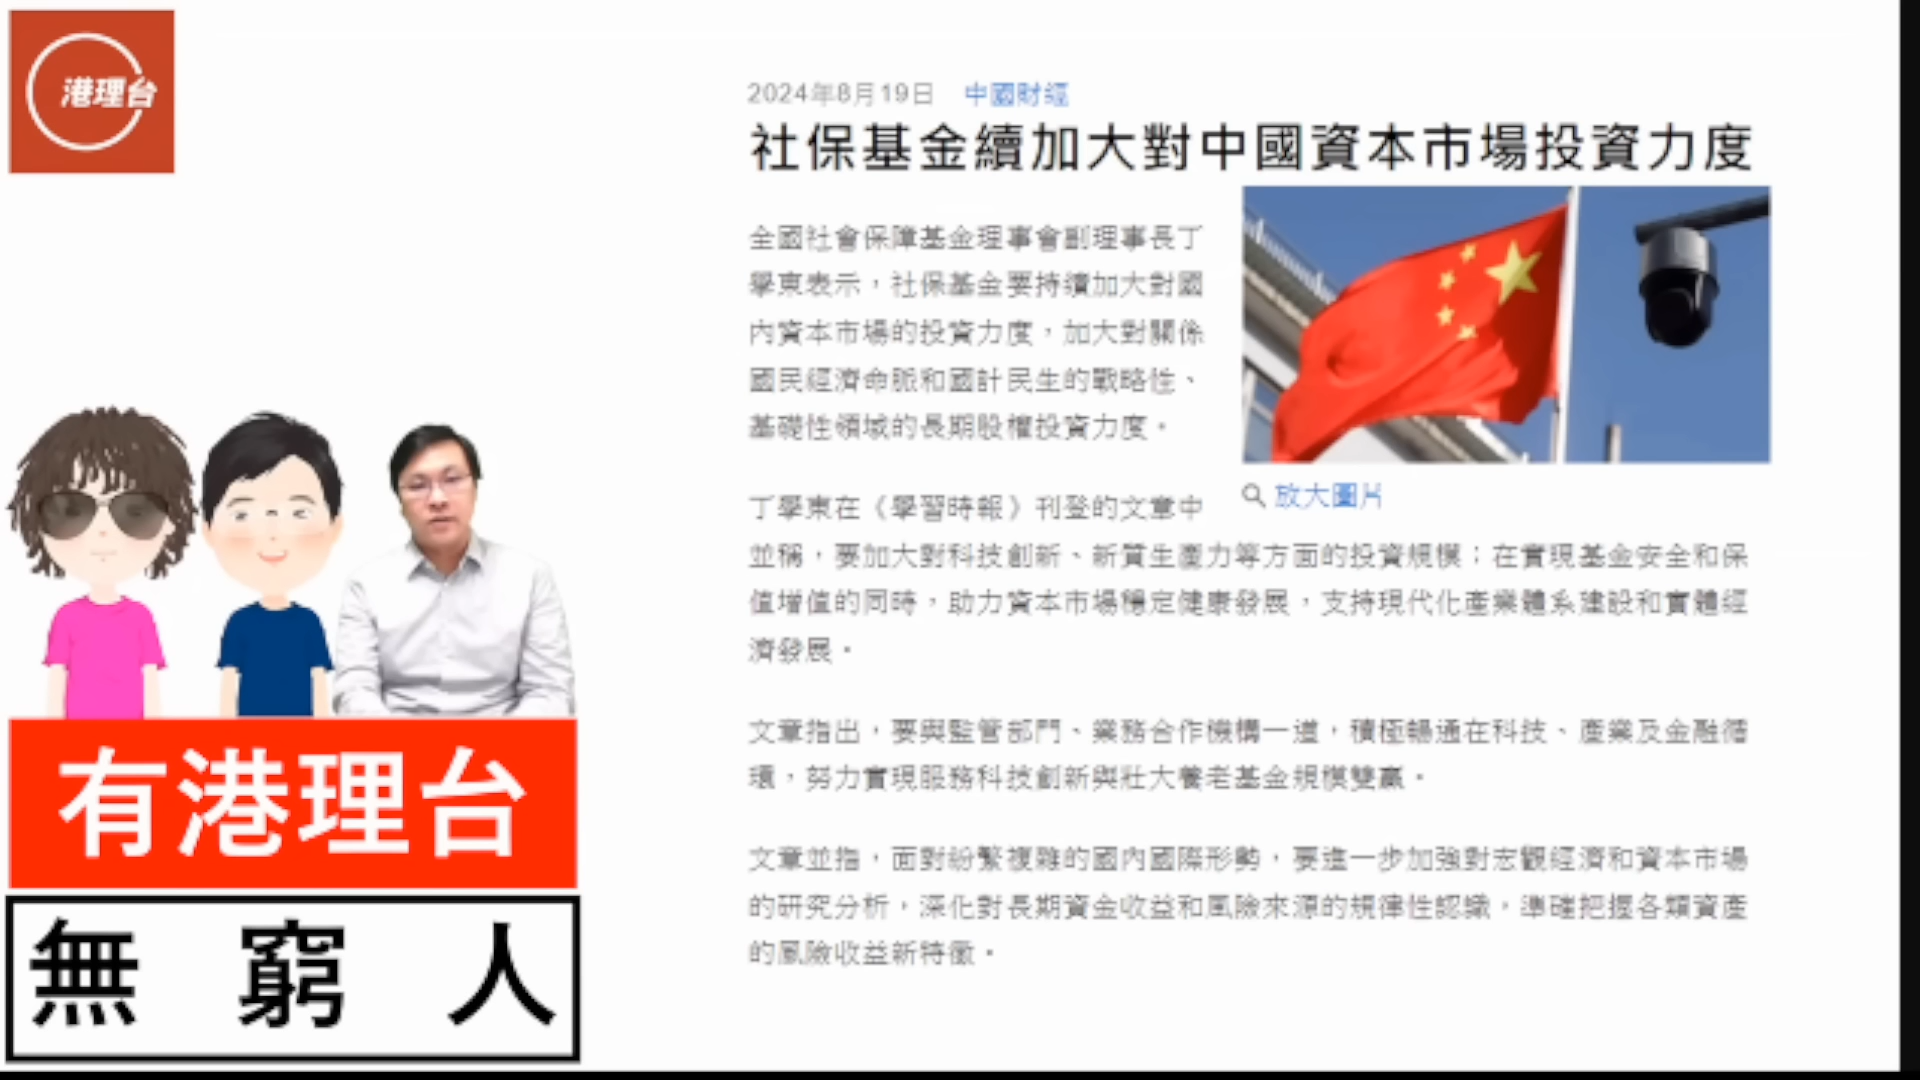 港理台
2024年8月19日 中國財經
社保基金續加大對中國資本市場投資力度
全國社會保障基金理事會副理事長丁
學東表示，社保基金要持續加大對國
內資本市場的投資力度，加大對關係
國民經濟命脈和國計民生的戰略性、
基礎性領域的長期股權投資力度。
放大圖片
丁學東在《學習時報》刊登的文章中
並稱，要加大對科技創新、新質生產力等方面的投資規模；在實現基金安全和保
值增值的同時，助力資本市場穩定健康發展，支持現代化產業體系建設和實體經
濟發展。
文章指出，要與監管部門、業務合作機構一道，積極暢通在科技、產業及金融循
環，努力實現服務科技創新與壯大養老基金規模雙贏。
文章並指，面對紛繁複雜的國內國際形勢，要進一步加強對宏觀經濟和資本市場
的研究分析，深化對長期資金收益和風險來源的規律性認識，準確把握各類資產
的風險收益新特徵。
有港理台
無窮人